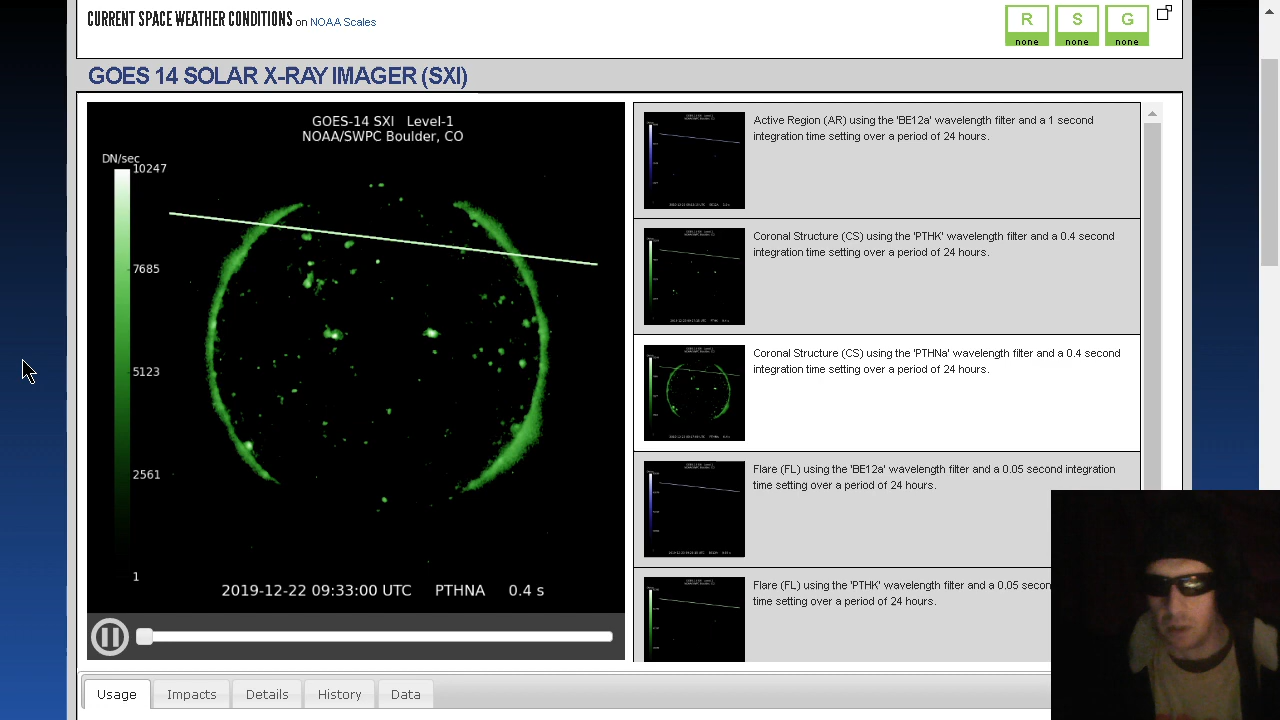 CURRENT SPACE WEATHER CONDITIONS on NOAA Scales
R S G
none none none
GOES 14 SOLAR X-RAY IMAGER (SXI)
GOES-14 SXI Level-1
NOAA/SWPC Boulder, CO
DN/sec
10247
7685
5123
2561
1
2019-12-22 09:33:00 UTC PTHNA 0.4 s
Active Region (AR) using the 'BE12a' wavelength filter and a 1 second
integration time setting over a period of 24 hours.
Coronal Structure (CS) using the 'PTHK' wavelength filter and a 0.4 second
integration time setting over a period of 24 hours.
Coronal Structure (CS) using the 'PTHNa' wavelength filter and a 0.4 second
integration time setting over a period of 24 hours.
Flare (FL) using the wavelength filter and a 0.05 second integration
time setting over a period of 24 hours.
Flare (FL) using the 'PTHK' wavelength filter and a 0.05
time setting over a period of 24 hours.
Usage Impacts Details History Data